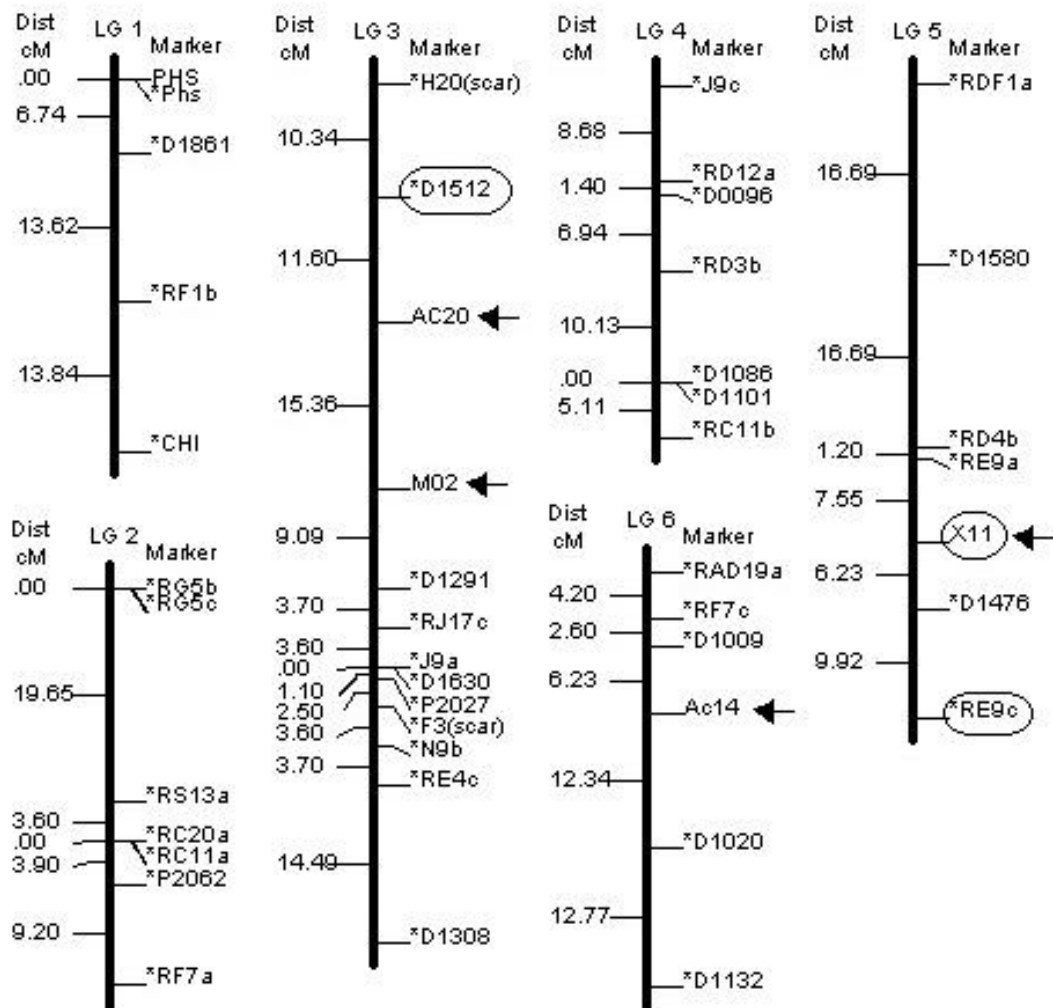 Dist
cM
LG 1
Marker
.00
PHS
*Phs
6.74
*D1861
13.62
*RF1b
13.84
*CHI
Dist
cM
LG 2
Marker
.00
*RG5b
*RG5c
19.65
*RS13a
3.60
*RC20a
.00
*RC11a
3.90
*P2062
9.20
*RF7a
Dist
cM
LG 3
Marker
*H20(scar)
10.34
*D1512
11.60
AC20
15.36
M02
9.09
*D1291
3.70
*RJ17c
3.60
*J9a
.00
*D1630
1.10
*P2027
2.50
*F3(scar)
3.60
*N9b
3.70
*RE4c
14.49
*D1308
Dist
cM
LG 4
Marker
*J9c
8.68
*RD12a
1.40
*D0096
6.94
*RD3b
10.13
*D1086
.00
*D1101
5.11
*RC11b
Dist
cM
LG 6
Marker
*RAD19a
4.20
*RF7c
2.60
*D1009
6.23
Ac14
12.34
*D1020
12.77
*D1132
Dist
cM
LG 5
Marker
*RDF1a
16.69
*D1580
16.69
*RD4b
1.20
*RE9a
7.55
X11
6.23
*D1476
9.92
*RE9c